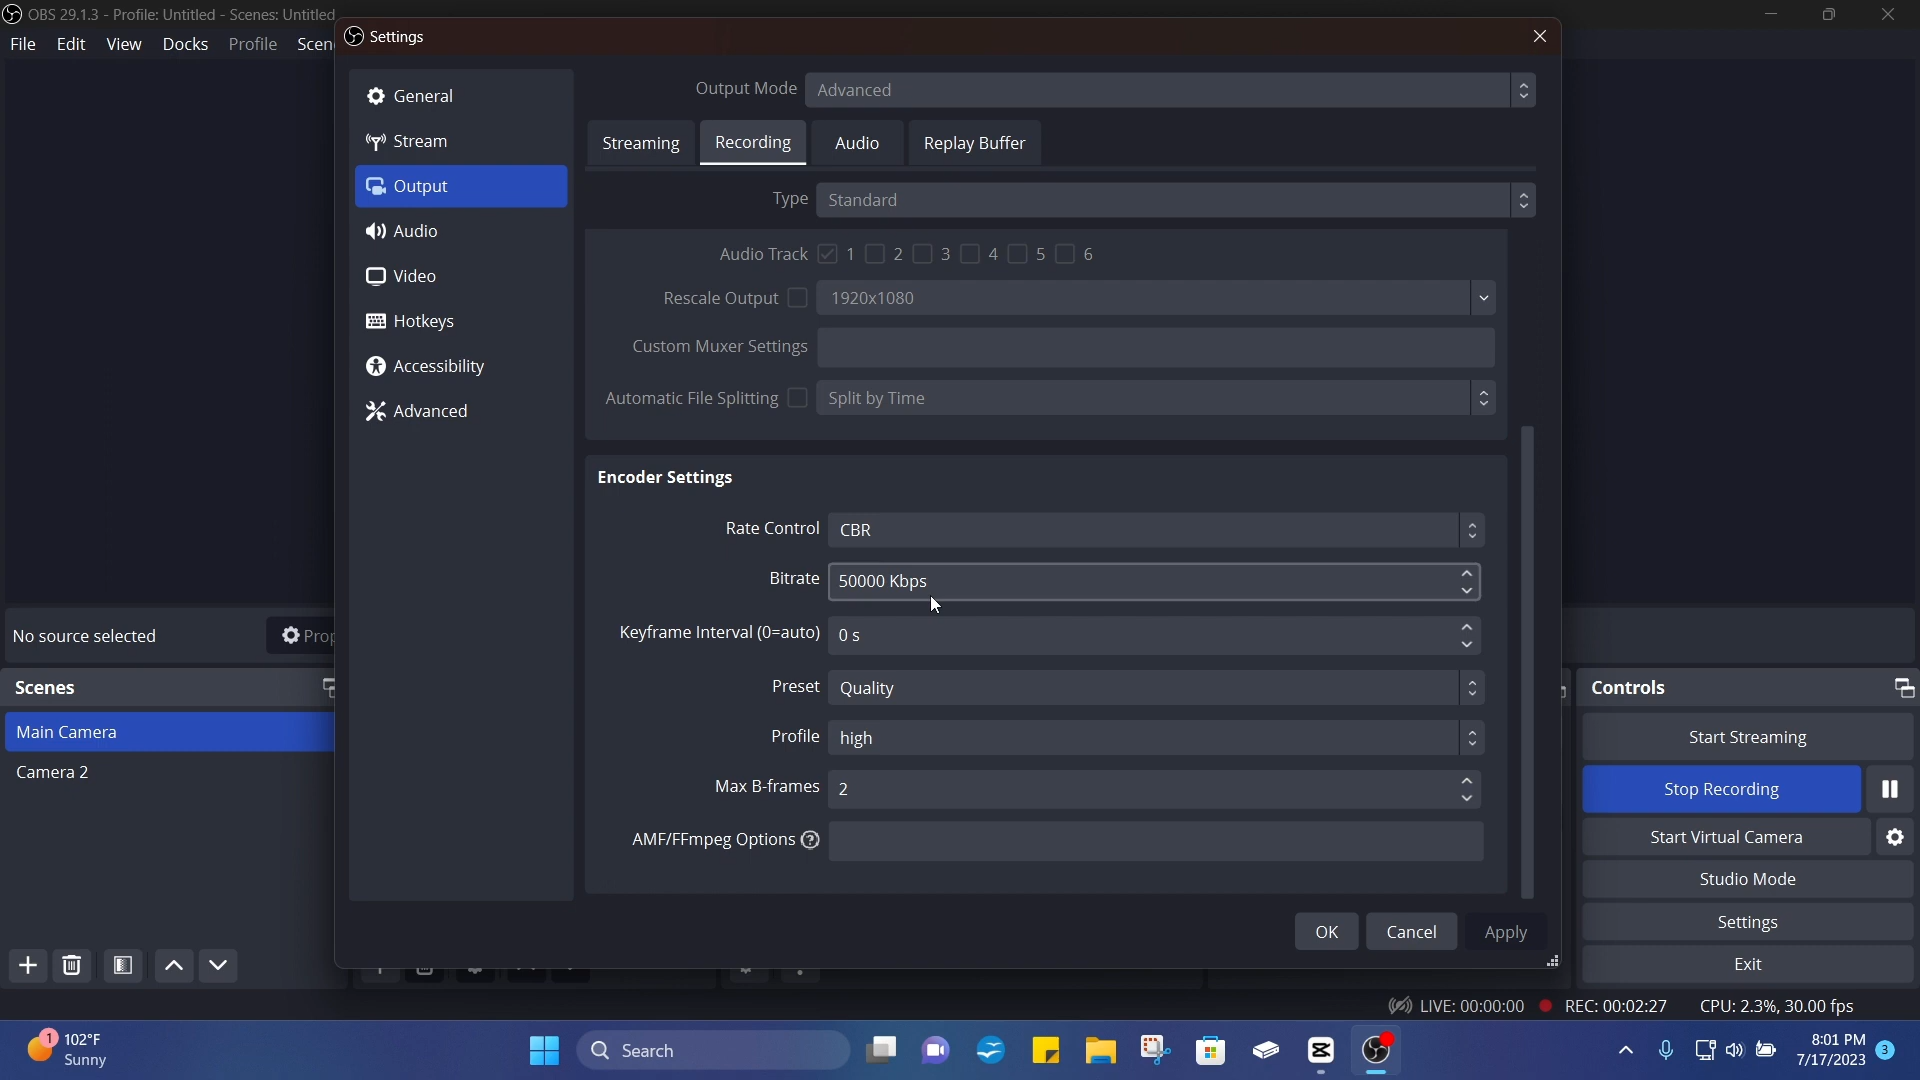 OBS 29.1.3 - Profile: Untitled - Scenes: Untitled
File Edit View Docks Profile Scen
Settings
General
Stream
Output
Audio
Video
Hotkeys
Accessibility
Advanced
Output Mode Advanced
Streaming Recording Audio Replay Buffer
Type Standard
Audio Track 1 2 3 4 5 6
Rescale Output 1920x1080
Custom Muxer Settings
Automatic File Splitting Split by Time
Encoder Settings
Rate Control CBR
Bitrate 50000 Kbps
Keyframe Interval (0=auto) 0 s
Preset Quality
Profile high
Max B-frames 2
AMF/FFmpeg Options ?
OK Cancel Apply
No source selected Prop
Scenes
Main Camera
Camera 2
Controls
Start Streaming
Stop Recording
Start Virtual Camera
Studio Mode
Settings
Exit
LIVE: 00:00:00 REC: 00:02:27 CPU: 2.3%, 30.00 fps
1 102°F
Sunny
Search
8:01 PM
7/17/2023 3